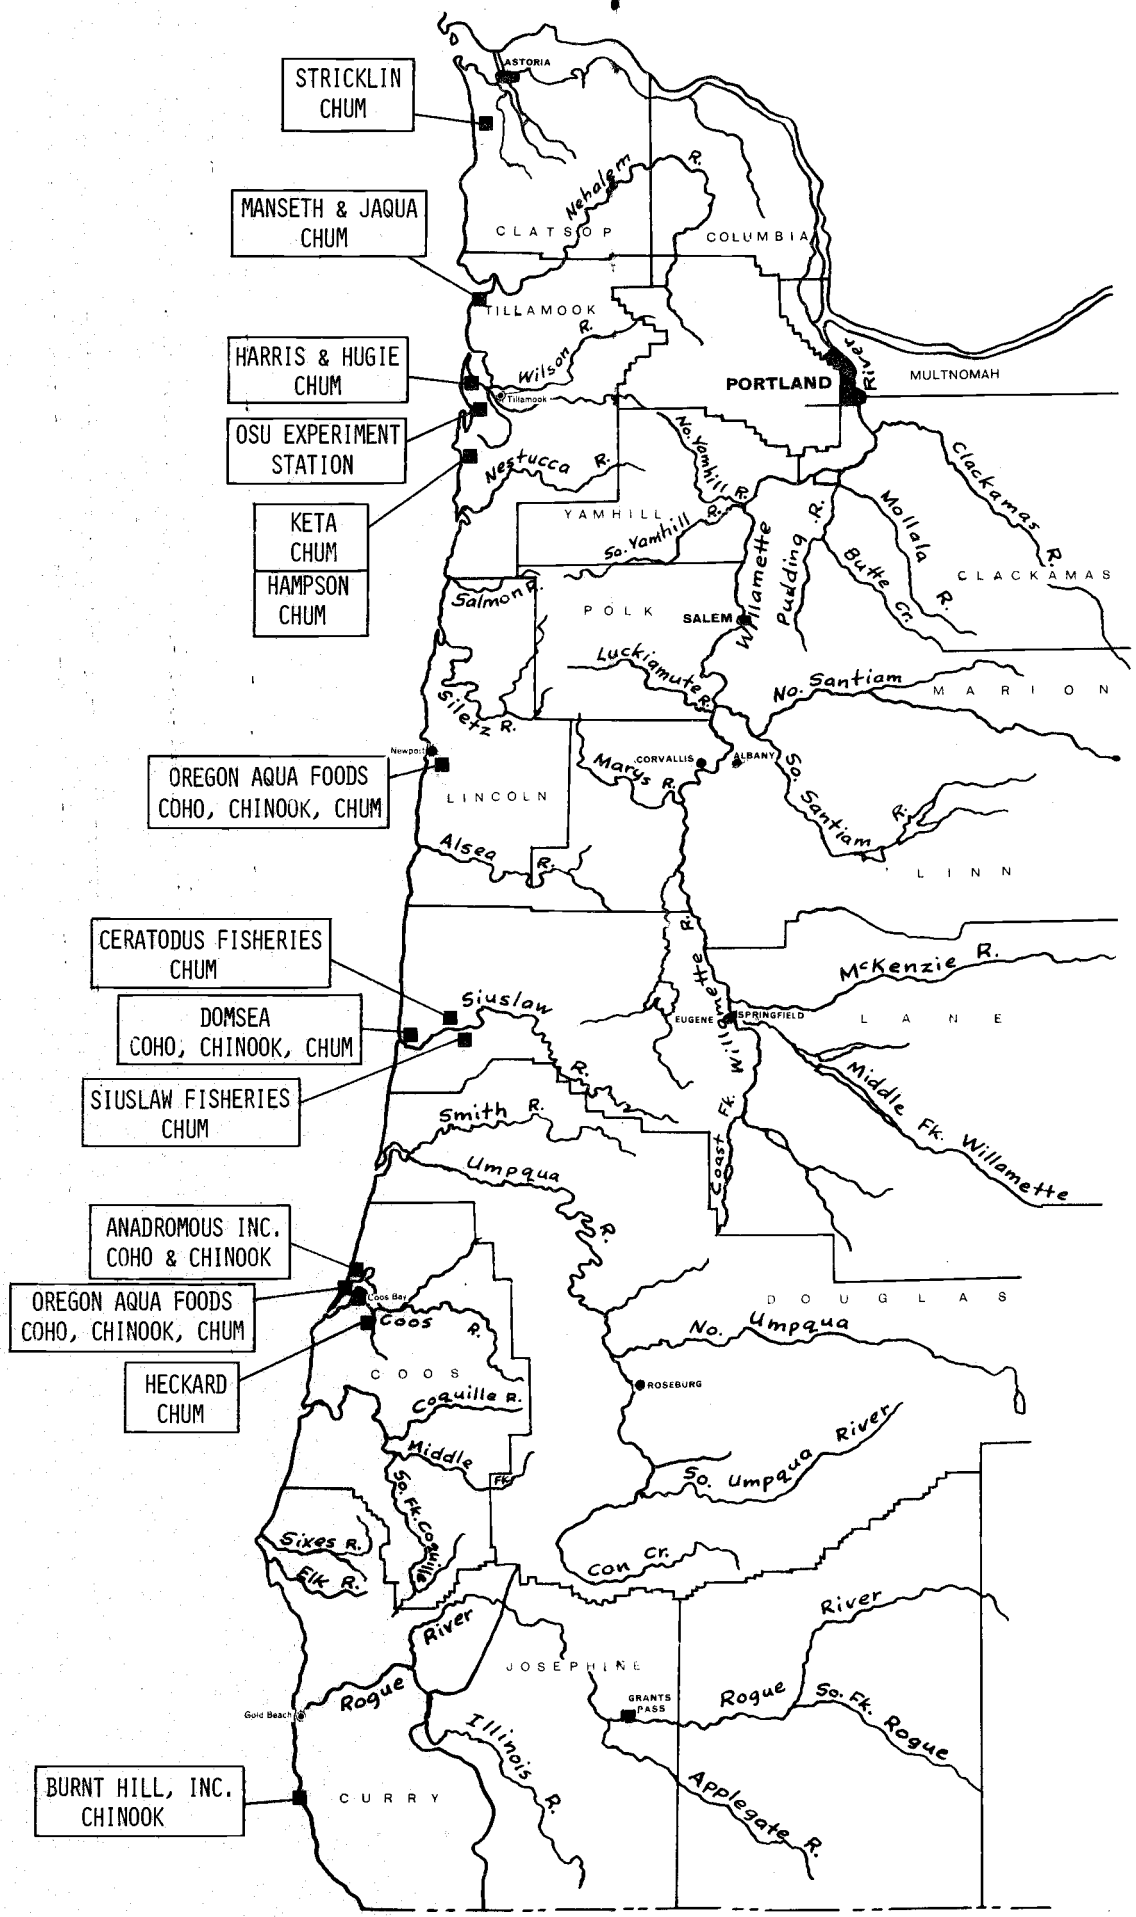 ASTORIA
STRICKLIN
CHUM
Nehalem R.
MANSETH & JAQUA
CHUM
CLATSOP
COLUMBIA
TILLAMOOK
HARRIS & HUGIE
CHUM
Wilson R.
River
MULTNOMAH
PORTLAND
Tillamook
OSU EXPERIMENT
STATION
No. Yamhill R.
Clackamas R.
Nestucca R.
KETA
CHUM
HAMPSON
CHUM
YAMHILL
So. Yamhill R.
Willamette
Pudding R.
Mollala R.
Butte Cr.
CLACKAMAS
Salmon R.
POLK
SALEM
Luckiamute R.
No. Santiam
MARION
Siletz R.
Newport
OREGON AQUA FOODS
COHO, CHINOOK, CHUM
LINCOLN
Marys R.
CORVALLIS
ALBANY
So. Santiam R.
Alsea R.
LINN
CERATODUS FISHERIES
CHUM
Willamette R.
McKenzie R.
DOMSEA
COHO, CHINOOK, CHUM
Siuslaw R.
EUGENE
SPRINGFIELD
LANE
SIUSLAW FISHERIES
CHUM
Smith R.
Coast Fk.
Middle Fk. Willamette
Umpqua R.
ANADROMOUS INC.
COHO & CHINOOK
OREGON AQUA FOODS
COHO, CHINOOK, CHUM
Coos Bay
Coos R.
DOUGLAS
No. Umpqua
HECKARD
CHUM
COOS
ROSEBURG
Coquille R.
Middle FK.
So. Fk. Coquille
So. Umpqua River
Sixes R.
Elk R.
Con Cr.
River
River
JOSEPHINE
Rogue
GRANTS
PASS
Rogue
So. Fk. Rogue
Gold Beach
Illinois R.
Applegate R.
BURNT HILL, INC.
CHINOOK
CURRY